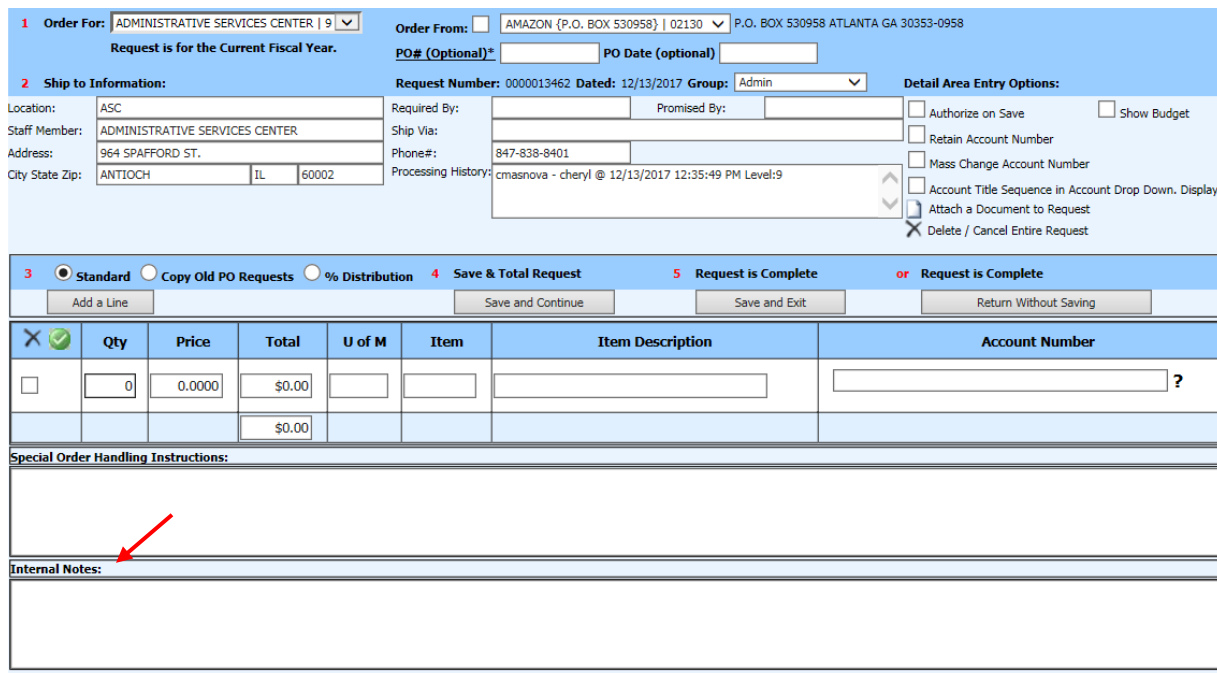 1 Order For: ADMINISTRATIVE SERVICES CENTER | 9 Order From: AMAZON {P.O. BOX 530958} | 02130 P.O. BOX 530958 ATLANTA GA 30353-0958
Request is for the Current Fiscal Year. PO# (Optional)* PO Date (optional)
2 Ship to Information: Request Number: 0000013462 Dated: 12/13/2017 Group: Admin Detail Area Entry Options:
Location: ASC Required By: Promised By: Authorize on Save Show Budget
Staff Member: ADMINISTRATIVE SERVICES CENTER Ship Via: Retain Account Number
Address: 964 SPAFFORD ST. Phone#: 847-838-8401 Mass Change Account Number
City State Zip: ANTIOCH IL 60002 Processing History: cmasnova - cheryl @ 12/13/2017 12:35:49 PM Level:9
Account Title Sequence in Account Drop Down. Display
Attach a Document to Request
Delete / Cancel Entire Request
3 Standard Copy Old PO Requests % Distribution 4 Save & Total Request 5 Request is Complete or Request is Complete
Add a Line Save and Continue Save and Exit Return Without Saving
Qty Price Total U of M Item Item Description Account Number
0 0.0000 $0.00 ?
$0.00
Special Order Handling Instructions:
Internal Notes: